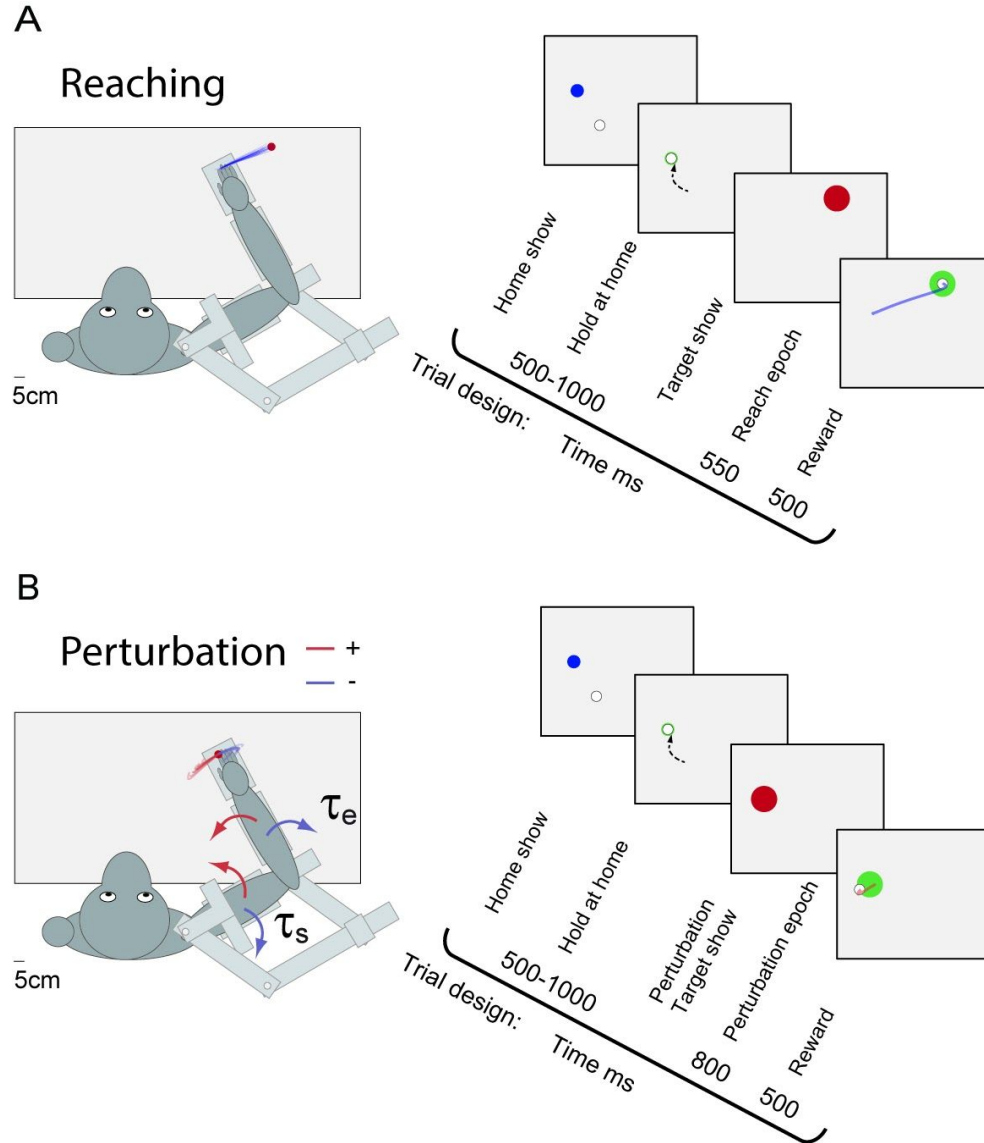 A
Reaching
5cm
Home show
Hold at home
Target show
Reach epoch
Reward
500-1000
550
500
Trial design:
Time ms
B
Perturbation
+
-
τe
τs
5cm
Home show
Hold at home
Perturbation
Target show
Perturbation epoch
Reward
500-1000
800
500
Trial design:
Time ms